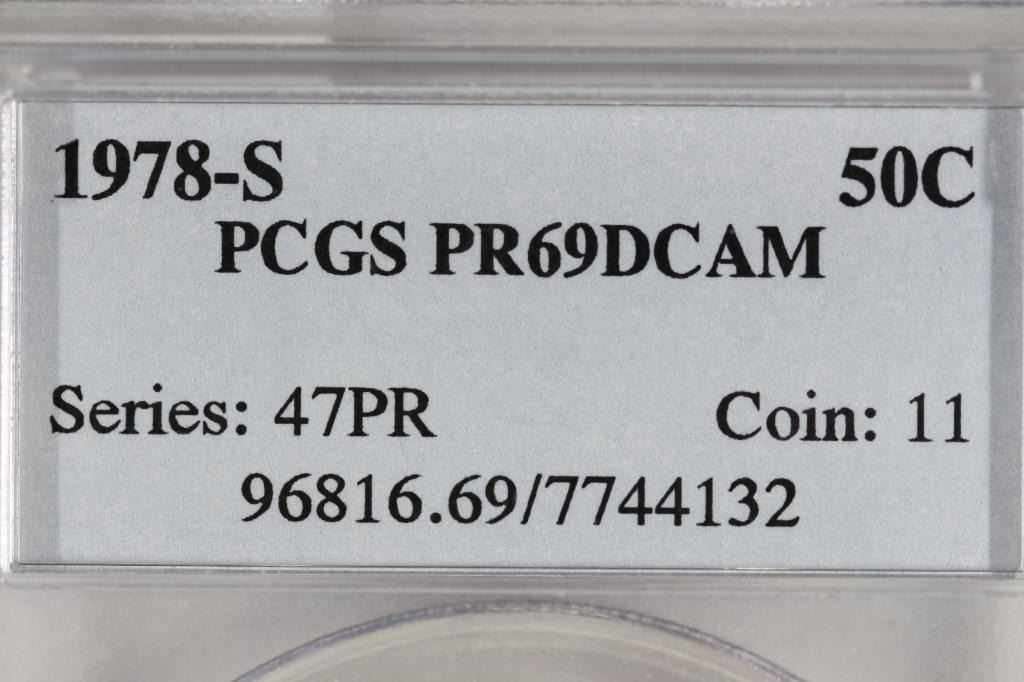 1978-S 50C
PCGS PR69DCAM
Series: 47PR Coin: 11
96816.69/7744132